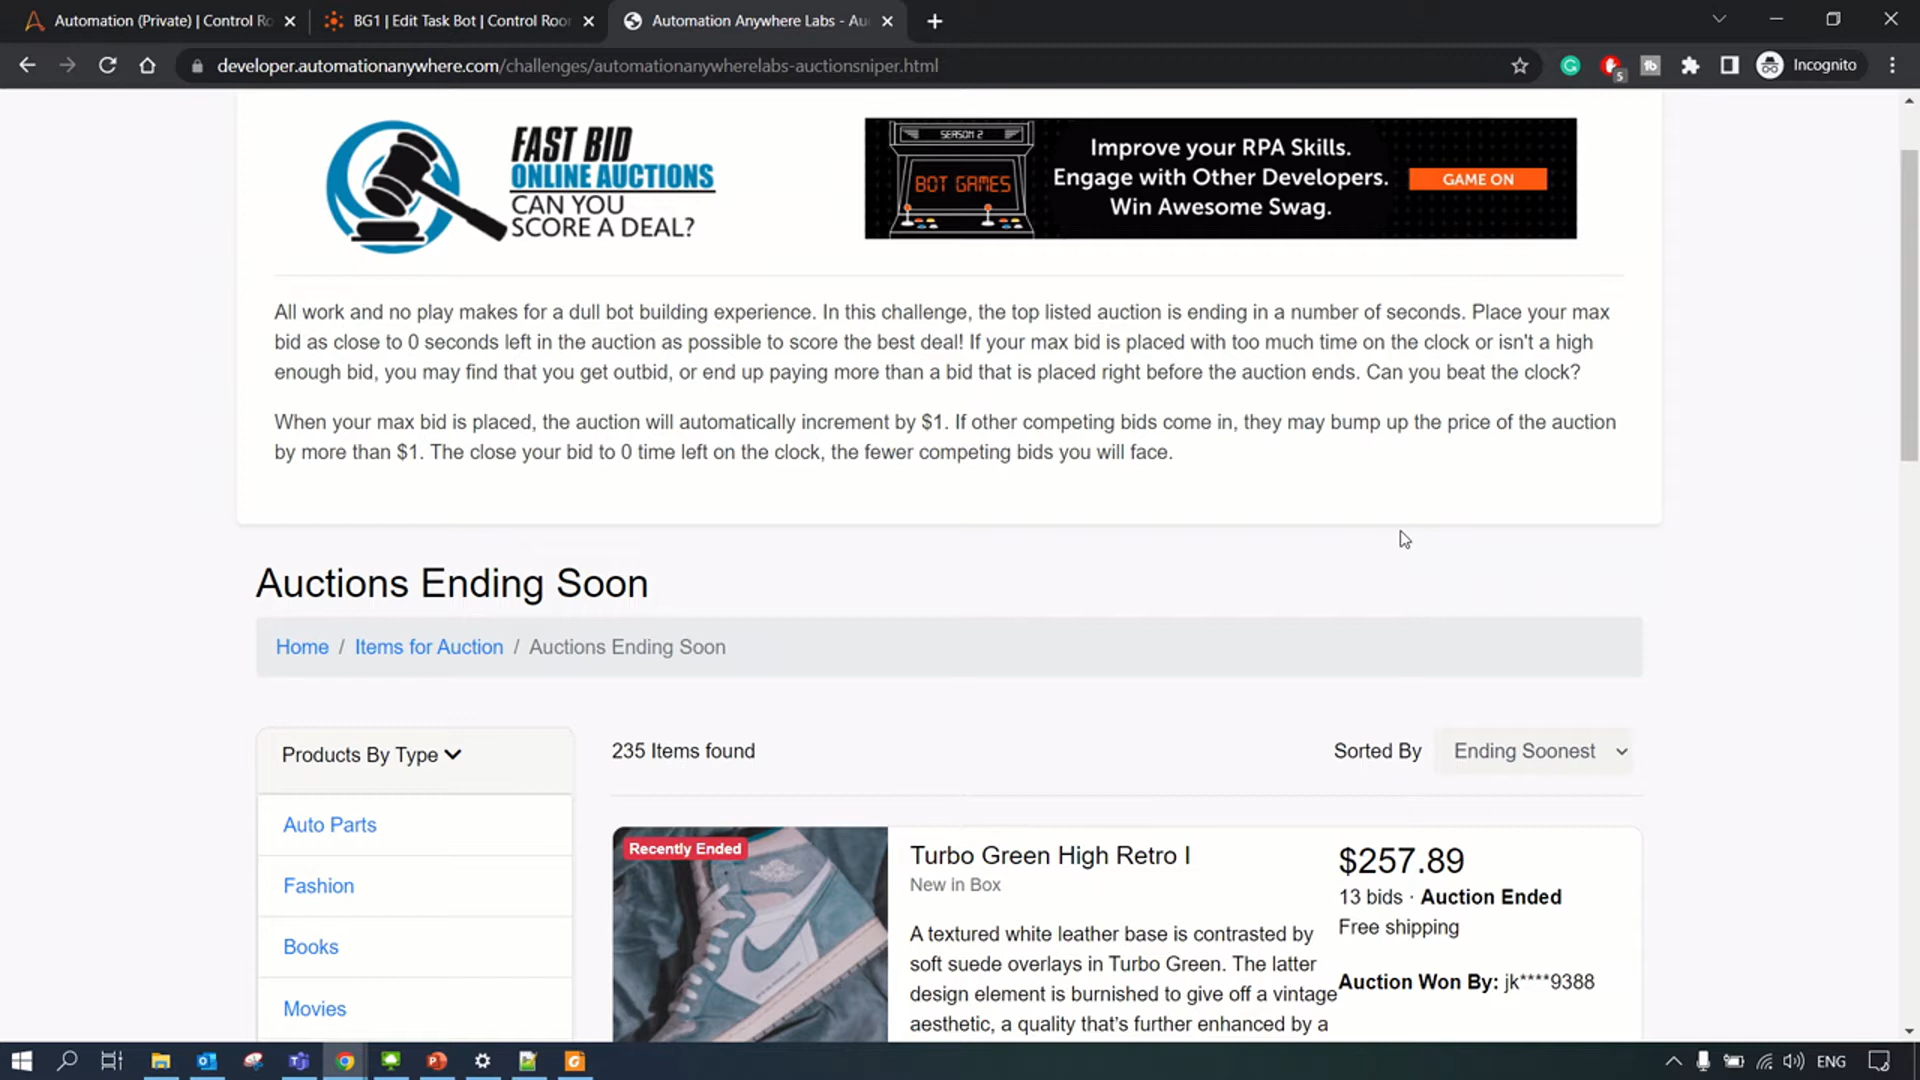 Automation (Private) | Control Ro
BG1 | Edit Task Bot | Control Roor
Automation Anywhere Labs - Au
developer.automationanywhere.com/challenges/automationanywherelabs-auctionsniper.html
5
tb
Incognito
FAST BID
ONLINE AUCTIONS
CAN YOU
SCORE A DEAL?
SEASON 2
BOT GAMES
Improve your RPA Skills.
Engage with Other Developers.
Win Awesome Swag.
GAME ON
All work and no play makes for a dull bot building experience. In this challenge, the top listed auction is ending in a number of seconds. Place your max
bid as close to 0 seconds left in the auction as possible to score the best deal! If your max bid is placed with too much time on the clock or isn't a high
enough bid, you may find that you get outbid, or end up paying more than a bid that is placed right before the auction ends. Can you beat the clock?
When your max bid is placed, the auction will automatically increment by $1. If other competing bids come in, they may bump up the price of the auction
by more than $1. The close your bid to 0 time left on the clock, the fewer competing bids you will face.
Auctions Ending Soon
Home / Items for Auction / Auctions Ending Soon
Products By Type
235 Items found
Sorted By Ending Soonest
Auto Parts
Fashion
Books
Movies
Recently Ended
Turbo Green High Retro I
New in Box
A textured white leather base is contrasted by
soft suede overlays in Turbo Green. The latter
design element is burnished to give off a vintage
aesthetic, a quality that's further enhanced by a
$257.89
13 bids · Auction Ended
Free shipping
Auction Won By: jk****9388
ENG